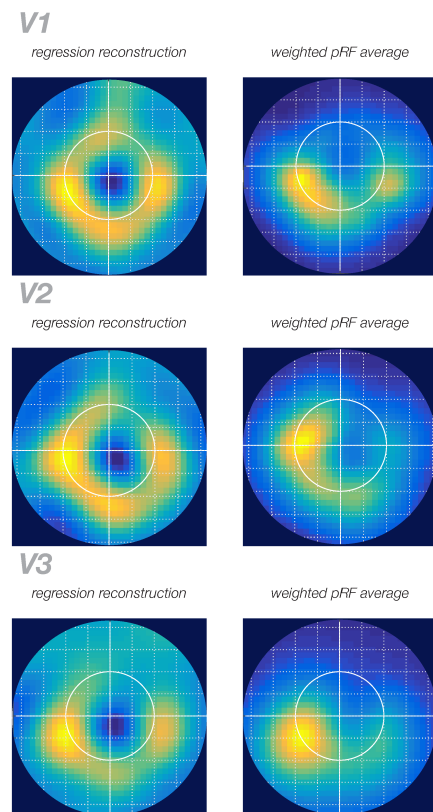 V1
regression reconstruction weighted pRF average
V2
regression reconstruction weighted pRF average
V3
regression reconstruction weighted pRF average